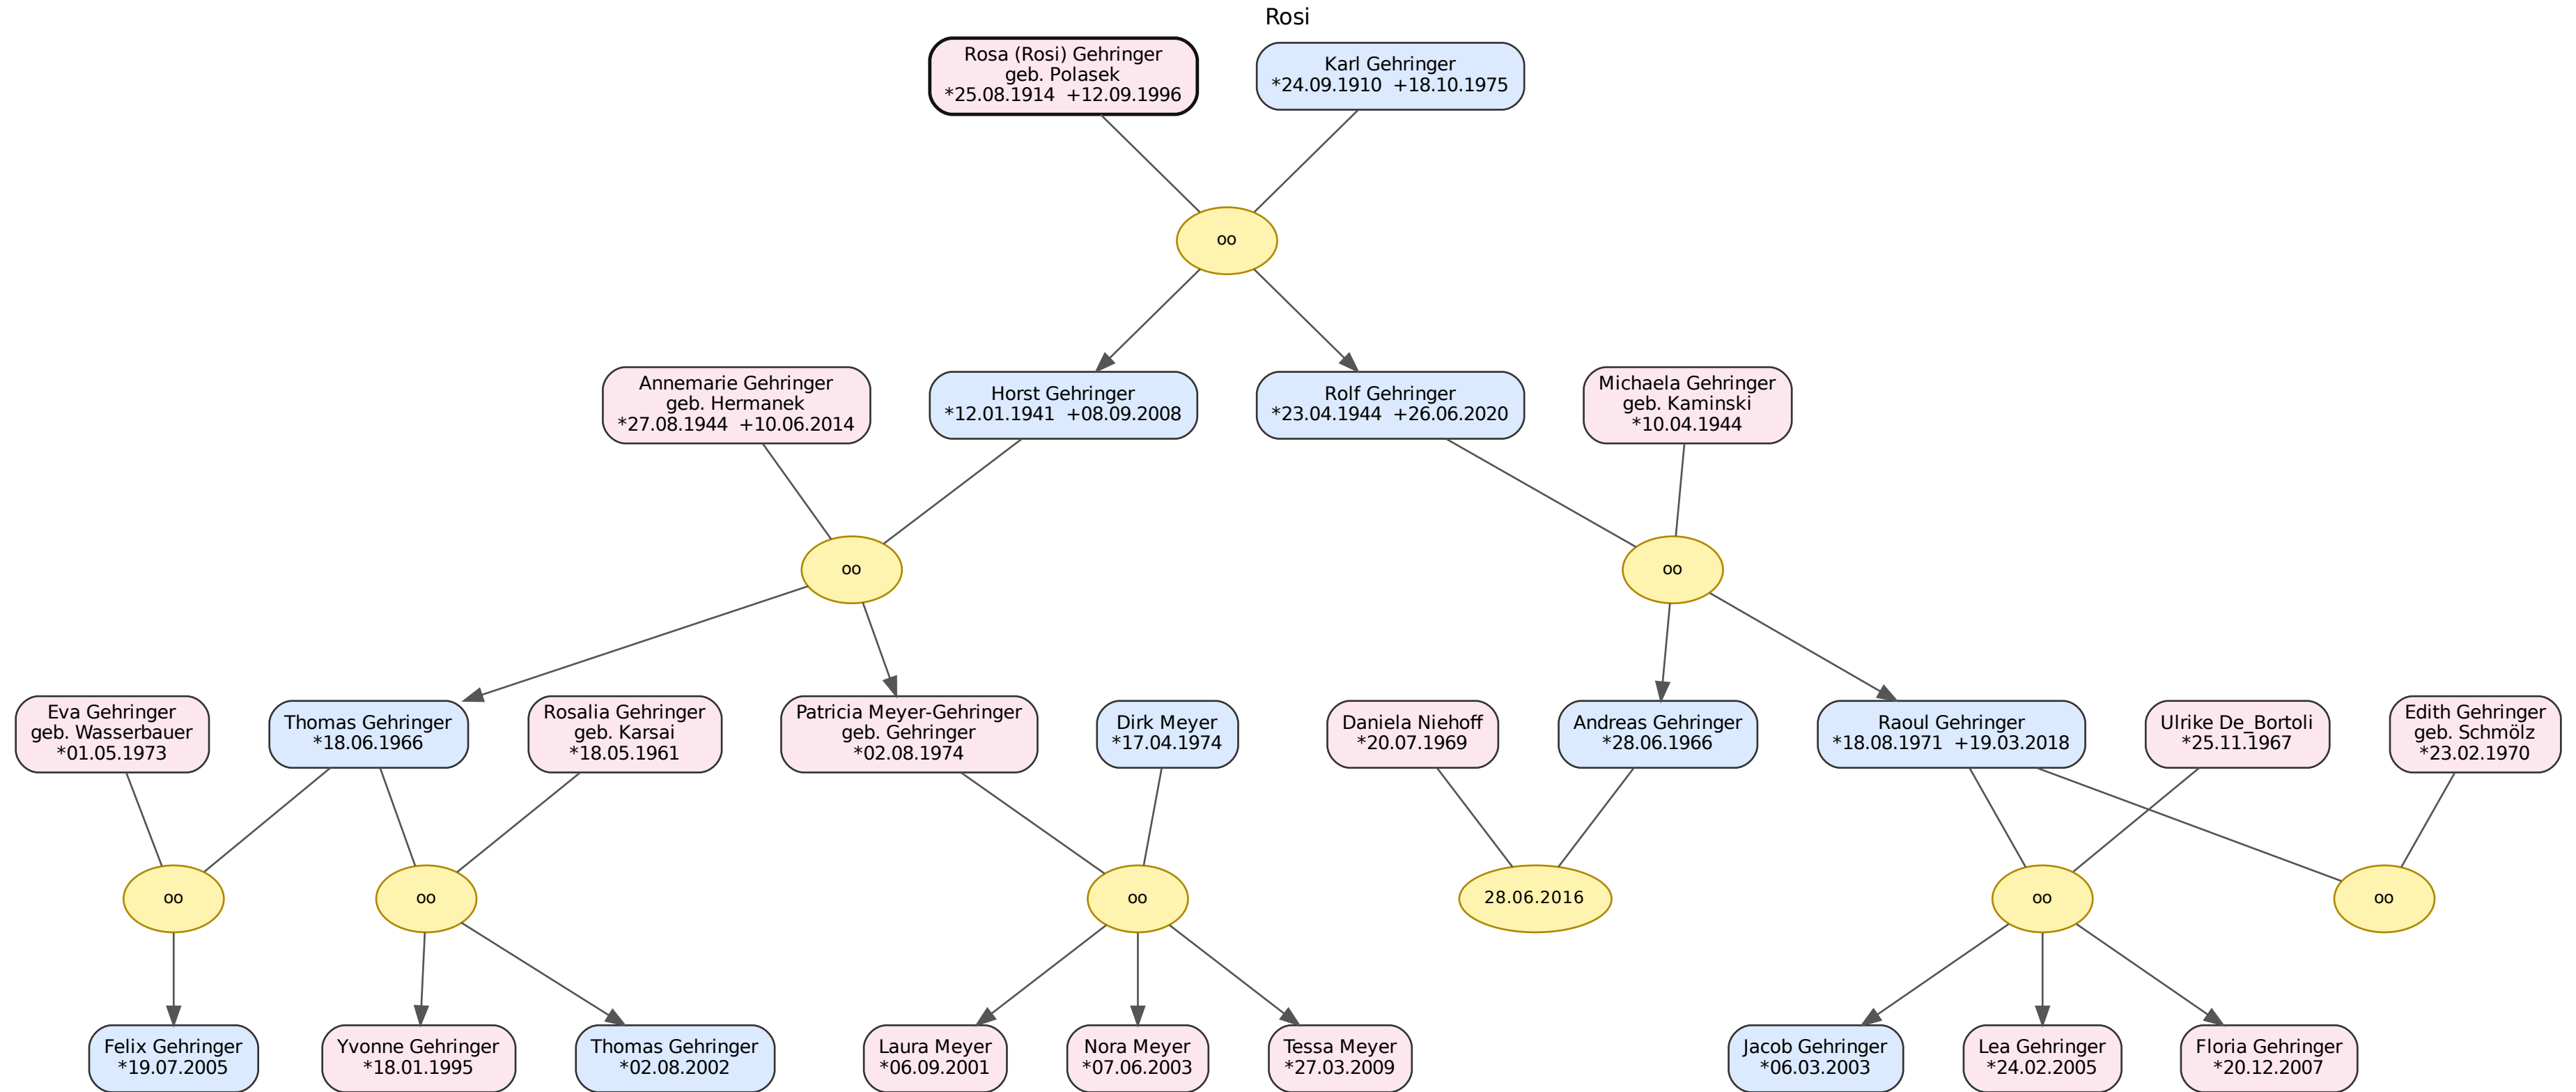 Rosi
Rosa (Rosi) Gehringer
geb. Polasek
*25.08.1914  +12.09.1996
Karl Gehringer
*24.09.1910  +18.10.1975
oo
Annemarie Gehringer
geb. Hermanek
*27.08.1944  +10.06.2014
Horst Gehringer
*12.01.1941  +08.09.2008
Rolf Gehringer
*23.04.1944  +26.06.2020
Michaela Gehringer
geb. Kaminski
*10.04.1944
oo
oo
Eva Gehringer
geb. Wasserbauer
*01.05.1973
Thomas Gehringer
*18.06.1966
Rosalia Gehringer
geb. Karsai
*18.05.1961
Patricia Meyer-Gehringer
geb. Gehringer
*02.08.1974
Dirk Meyer
*17.04.1974
Daniela Niehoff
*20.07.1969
Andreas Gehringer
*28.06.1966
Raoul Gehringer
*18.08.1971  +19.03.2018
Ulrike De_Bortoli
*25.11.1967
Edith Gehringer
geb. Schmölz
*23.02.1970
oo
oo
oo
28.06.2016
oo
oo
Felix Gehringer
*19.07.2005
Yvonne Gehringer
*18.01.1995
Thomas Gehringer
*02.08.2002
Laura Meyer
*06.09.2001
Nora Meyer
*07.06.2003
Tessa Meyer
*27.03.2009
Jacob Gehringer
*06.03.2003
Lea Gehringer
*24.02.2005
Floria Gehringer
*20.12.2007